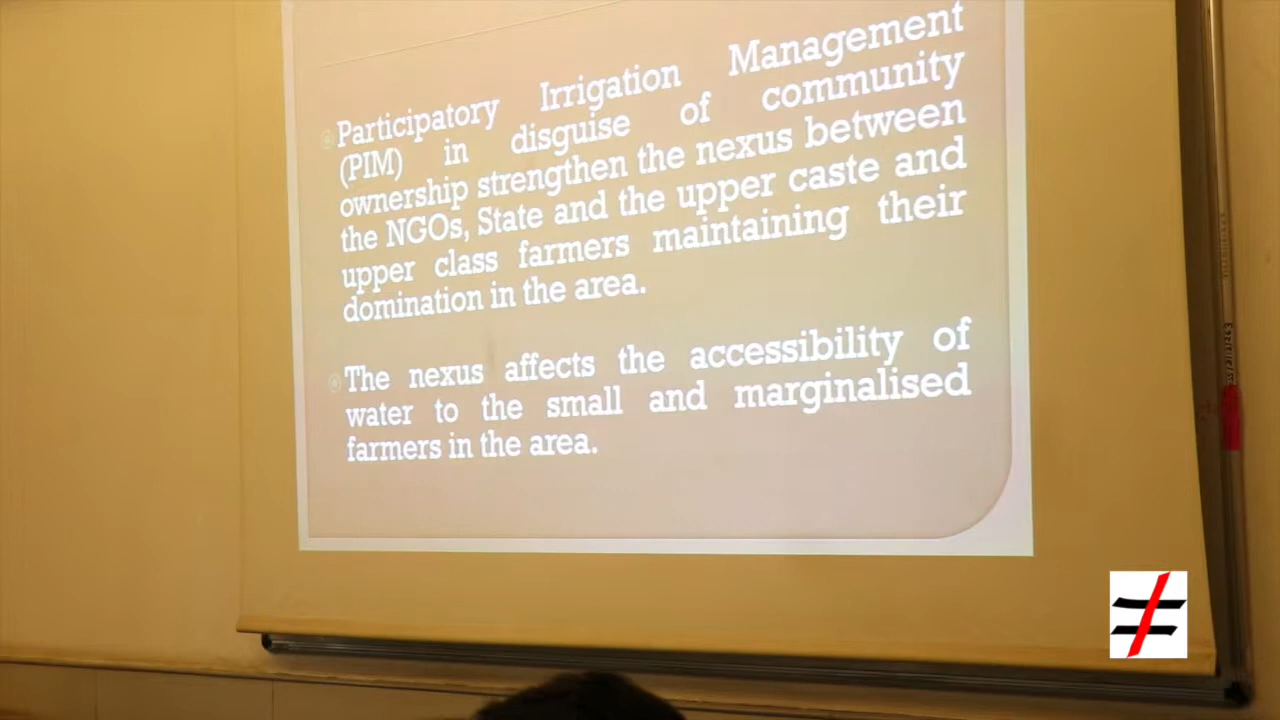 Participatory Irrigation Management
(PIM) in disguise of community
ownership strengthen the nexus between
the NGOs, State and the upper caste and
upper class farmers maintaining their
domination in the area.
The nexus affects the accessibility of
water to the small and marginalised
farmers in the area.